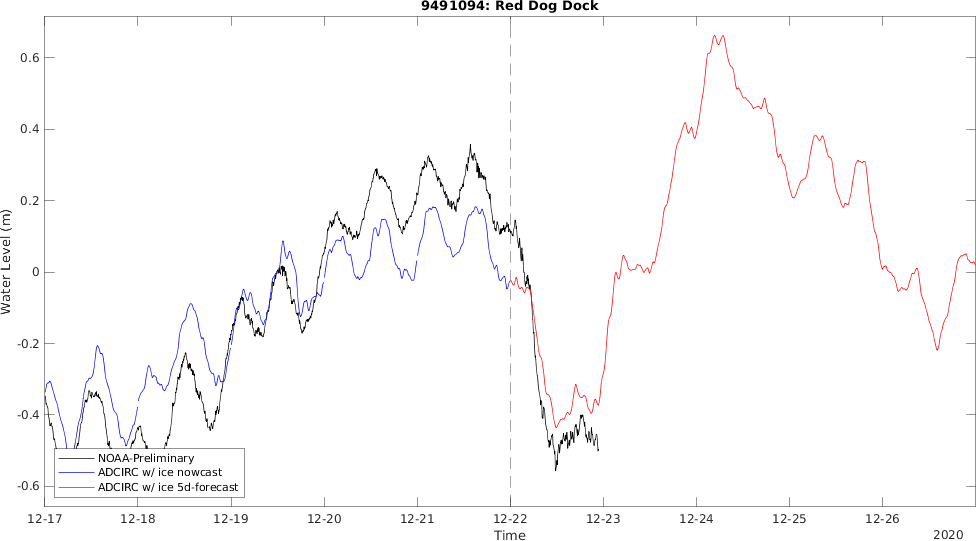 9491094: Red Dog Dock
Water Level (m)
0.6
0.4
0.2
0
-0.2
-0.4
-0.6
NOAA-Preliminary
ADCIRC w/ ice nowcast
ADCIRC w/ ice 5d-forecast
12-17 12-18 12-19 12-20 12-21 12-22 12-23 12-24 12-25 12-26
Time
2020